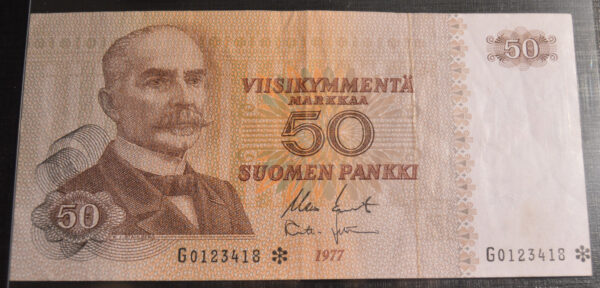 50
VIISIKYMMENTÄ
MARKKAA
50
SUOMEN PANKKI
50
G0123418 ✻
1977
G0123418 ✻